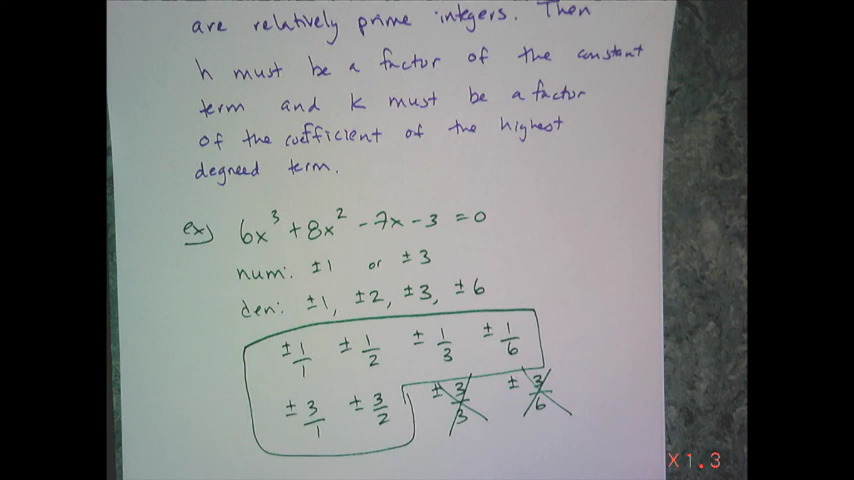 are relatively prime integers. Then
h must be a factor of the constant
term and k must be a factor
of the coefficient of the highest
degreed term.
ex) 6x³ + 8x² - 7x - 3 = 0
num: ±1 or ±3
den: ±1, ±2, ±3, ±6
± 1/1 ± 1/2 ± 1/3 ± 1/6
± 3/1 ± 3/2 ± 3/3 ± 3/6
X1.3